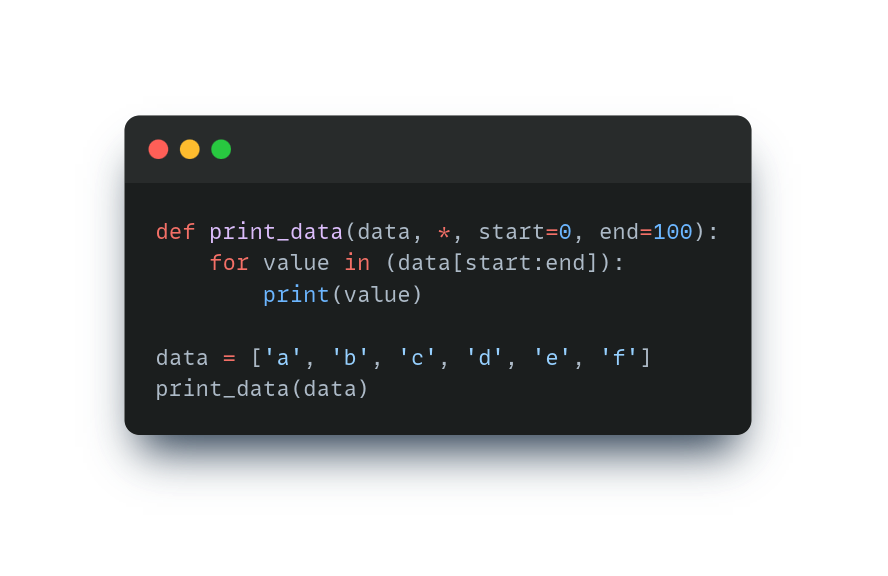 def print_data(data, *, start=0, end=100):
    for value in (data[start:end]):
        print(value)

data = ['a', 'b', 'c', 'd', 'e', 'f']
print_data(data)